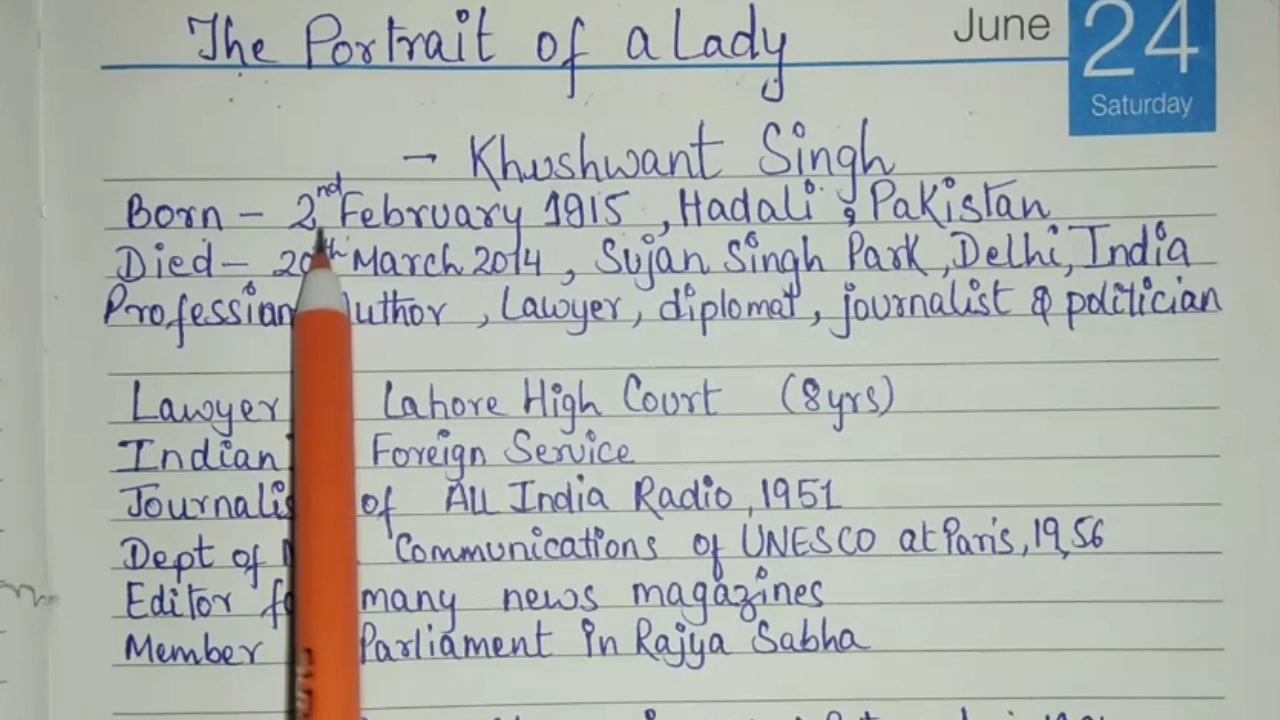 The Portrait of a Lady
June 24
Saturday
- Khushwant Singh
Born - 2nd February 1915, Hadali, Pakistan
Died - 20th March 2014, Sujan Singh Park, Delhi, India
Profession Author, Lawyer, diplomat, journalist & politician
Lawyer Lahore High Court (8yrs)
Indian Foreign Service
Journalis of All India Radio, 1951
Dept of Communications of UNESCO at Paris, 1956
Editor many news magazines
Member Parliament in Rajya Sabha